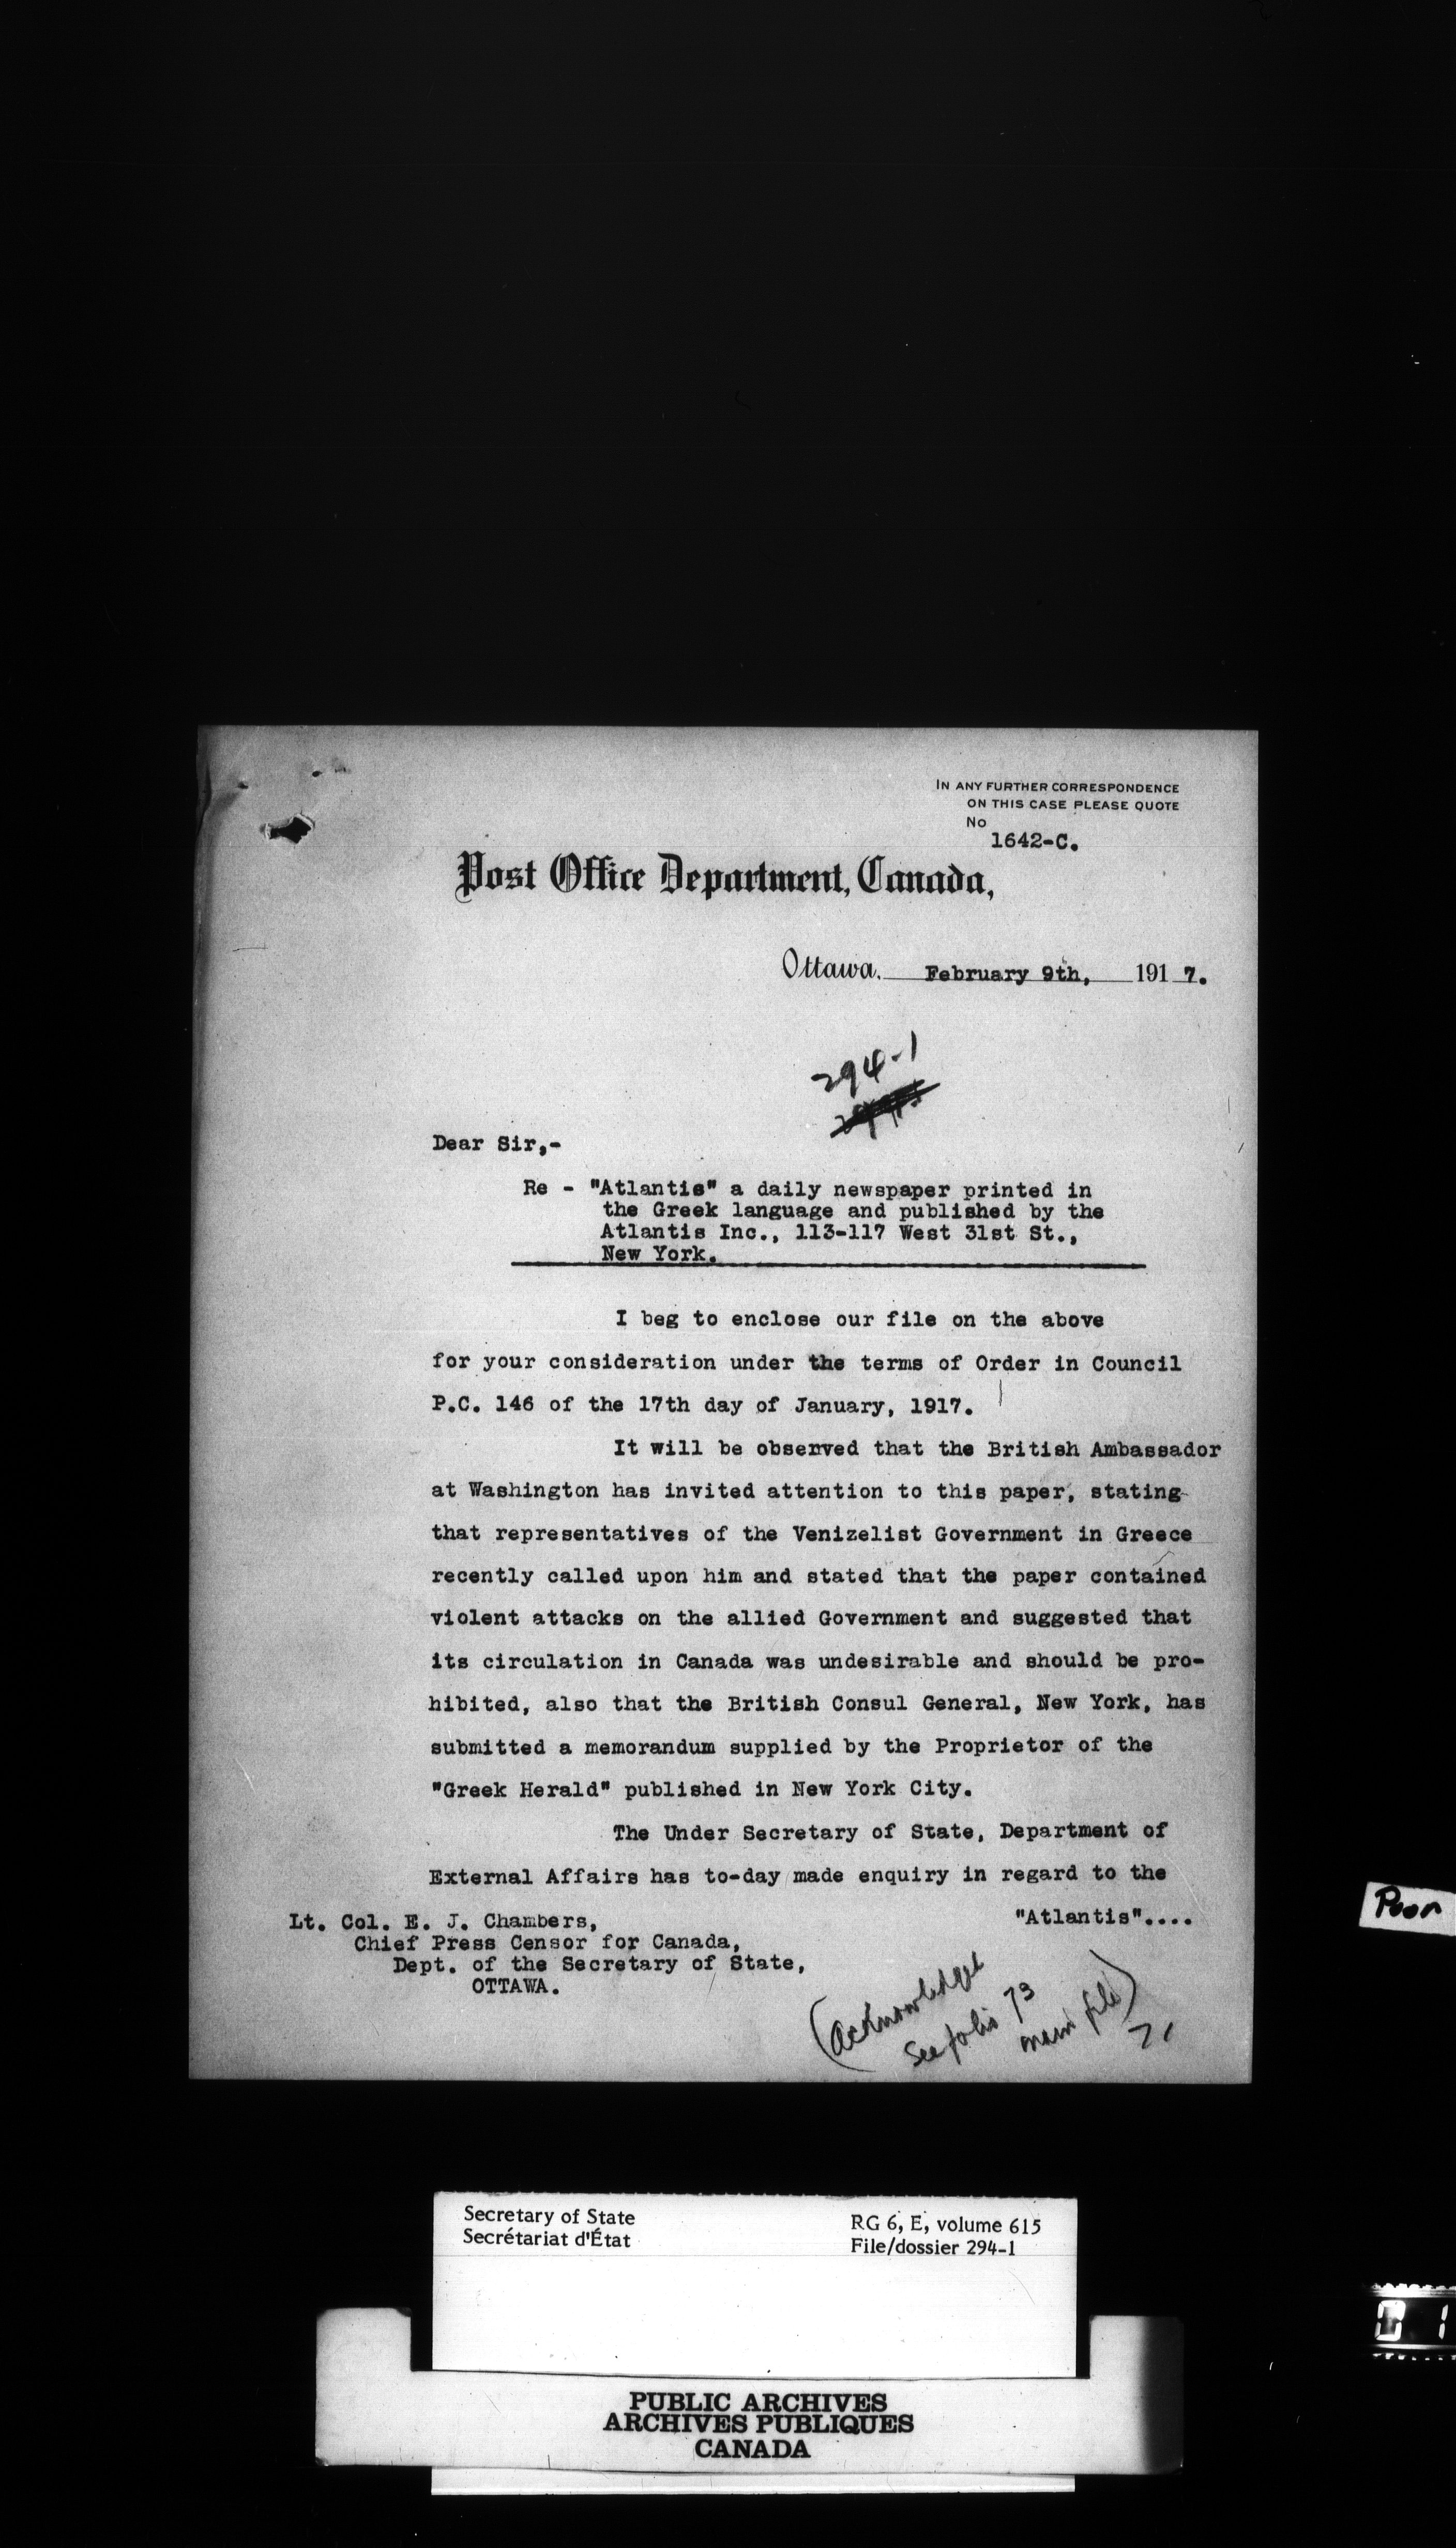 IN ANY FURTHER CORRESPONDENCE
ON THIS CASE PLEASE QUOTE
No
1642-C.
Post Office Department, Canada,
Ottawa. February 9th, 1917.
294-1
Dear Sir,-
Re - "Atlantis" a daily newspaper printed in
the Greek language and published by the
Atlantis Inc., 113-117 West 31st St.,
New York.
I beg to enclose our file on the above
for your consideration under the terms of Order in Council
P.C. 146 of the 17th day of January, 1917.
It will be observed that the British Ambassador
at Washington has invited attention to this paper, stating
that representatives of the Venizelist Government in Greece
recently called upon him and stated that the paper contained
violent attacks on the allied Government and suggested that
its circulation in Canada was undesirable and should be pro-
hibited, also that the British Consul General, New York, has
submitted a memorandum supplied by the Proprietor of the
"Greek Herald" published in New York City.
The Under Secretary of State, Department of
External Affairs has to-day made enquiry in regard to the
"Atlantis"....
Lt. Col. E. J. Chambers,
Chief Press Censor for Canada,
Dept. of the Secretary of State,
OTTAWA.
(Acknowledged
See folio 73
main file)
71
Poor
Secretary of State
Secrétariat d'État
RG 6, E, volume 615
File/dossier 294-1
PUBLIC ARCHIVES
ARCHIVES PUBLIQUES
CANADA
0 1